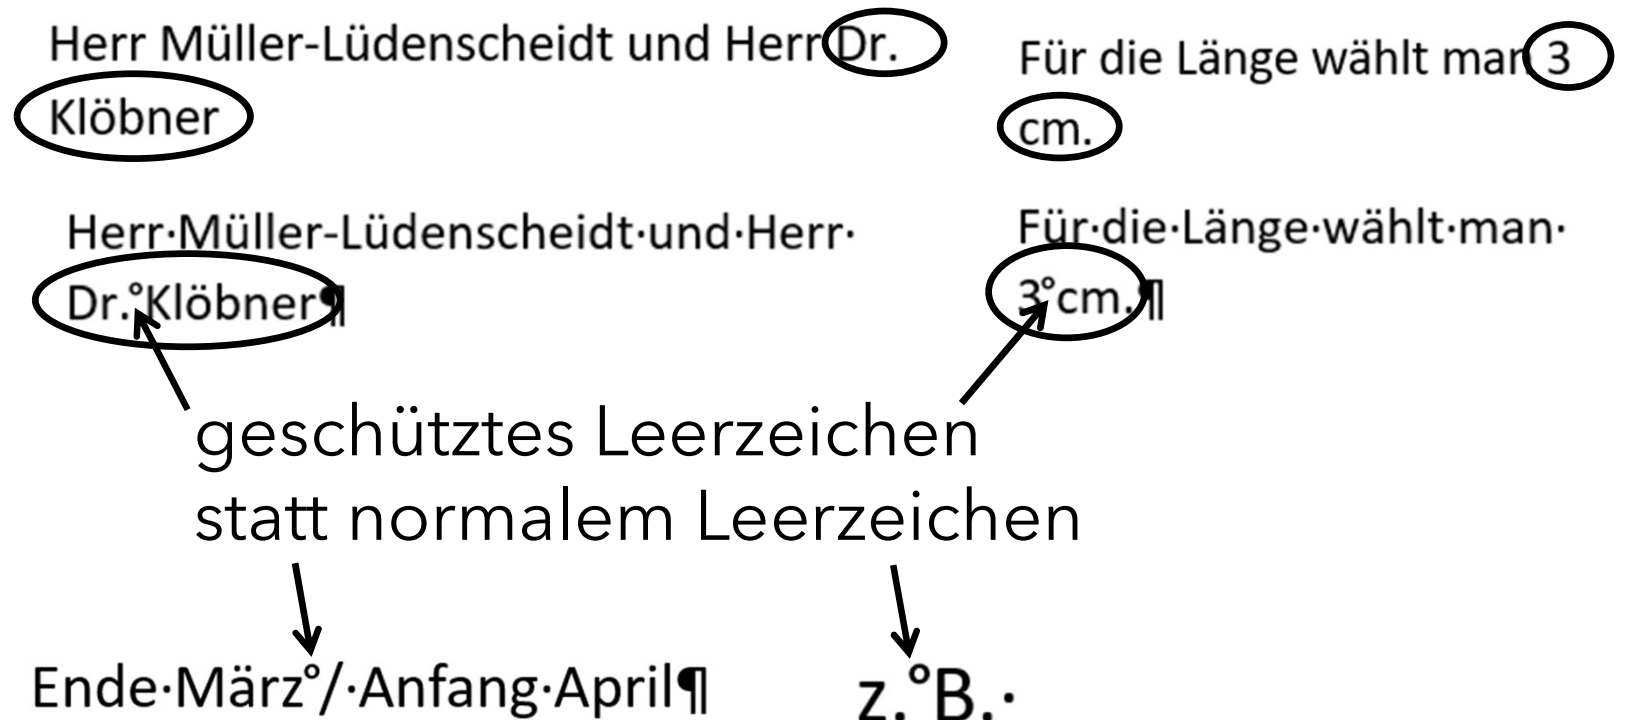 Herr Müller-Lüdenscheidt und Herr Dr.
Klöbner
Für die Länge wählt man 3
cm.
Herr·Müller-Lüdenscheidt·und·Herr·
Dr.°Klöbner¶
Für·die·Länge·wählt·man·
3°cm.¶
geschütztes Leerzeichen
statt normalem Leerzeichen
Ende·März°/·Anfang·April¶
z.°B.·